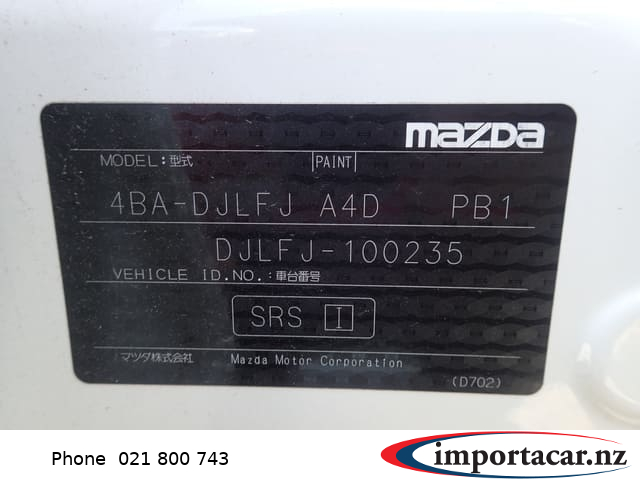 mazda
MODEL:型式 PAINT
4BA-DJLFJ A4D PB1
DJLFJ-100235
VEHICLE ID.NO.:車台番号
SRS I
マツダ株式会社 Mazda Motor Corporation
(D702)
Phone 021 800 743
importacar.nz